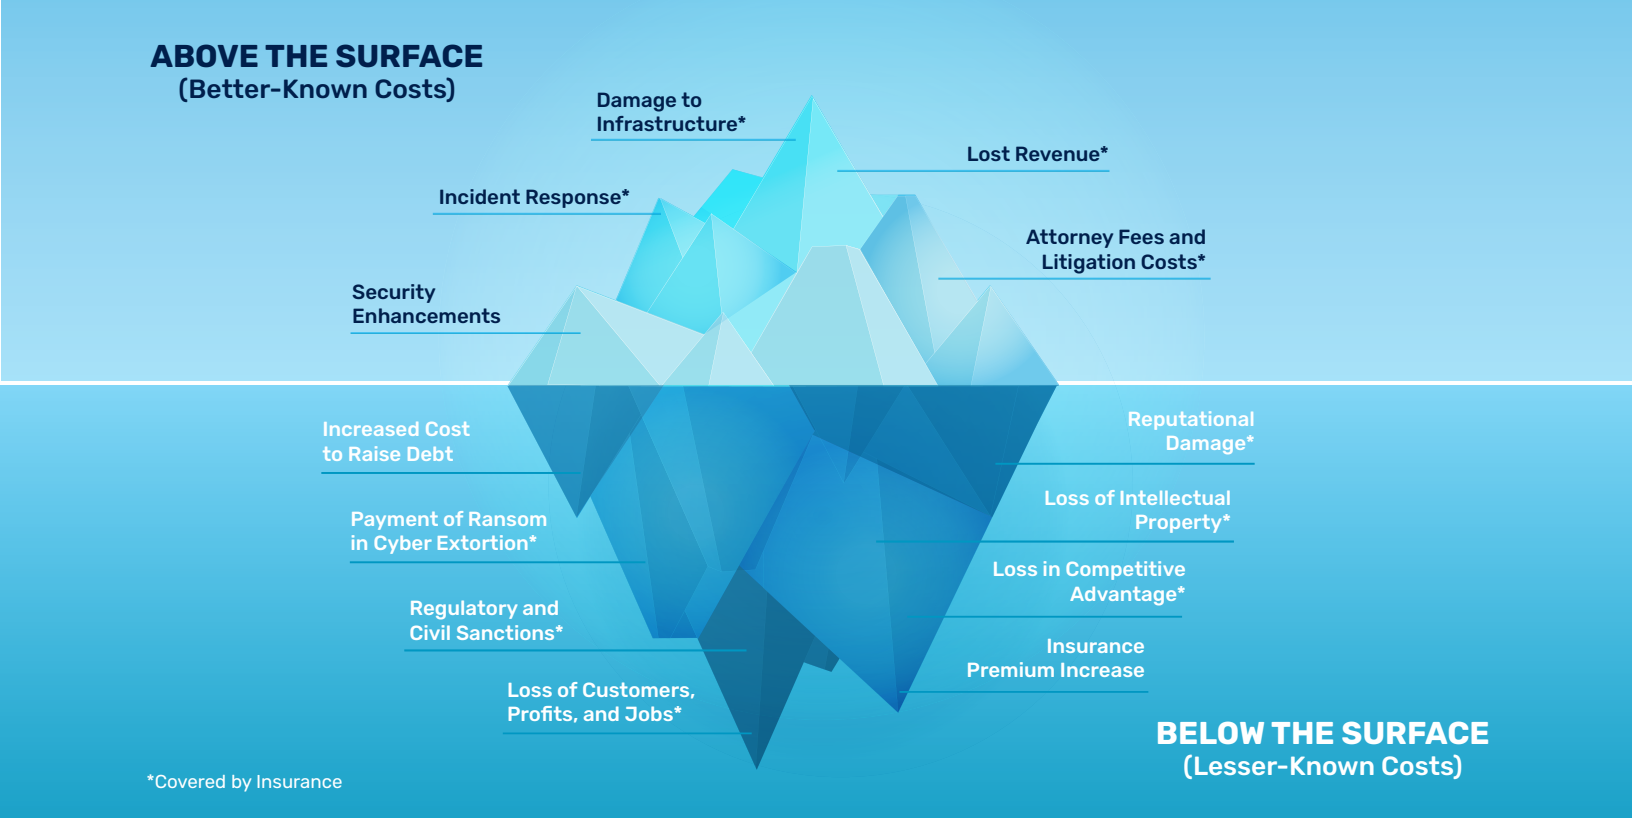 ABOVE THE SURFACE
(Better-Known Costs)
Damage to
Infrastructure*
Lost Revenue*
Incident Response*
Attorney Fees and
Litigation Costs*
Security
Enhancements
Increased Cost
to Raise Debt
Reputational
Damage*
Payment of Ransom
in Cyber Extortion*
Loss of Intellectual
Property*
Loss in Competitive
Advantage*
Regulatory and
Civil Sanctions*
Insurance
Premium Increase
Loss of Customers,
Profits, and Jobs*
BELOW THE SURFACE
(Lesser-Known Costs)
*Covered by Insurance